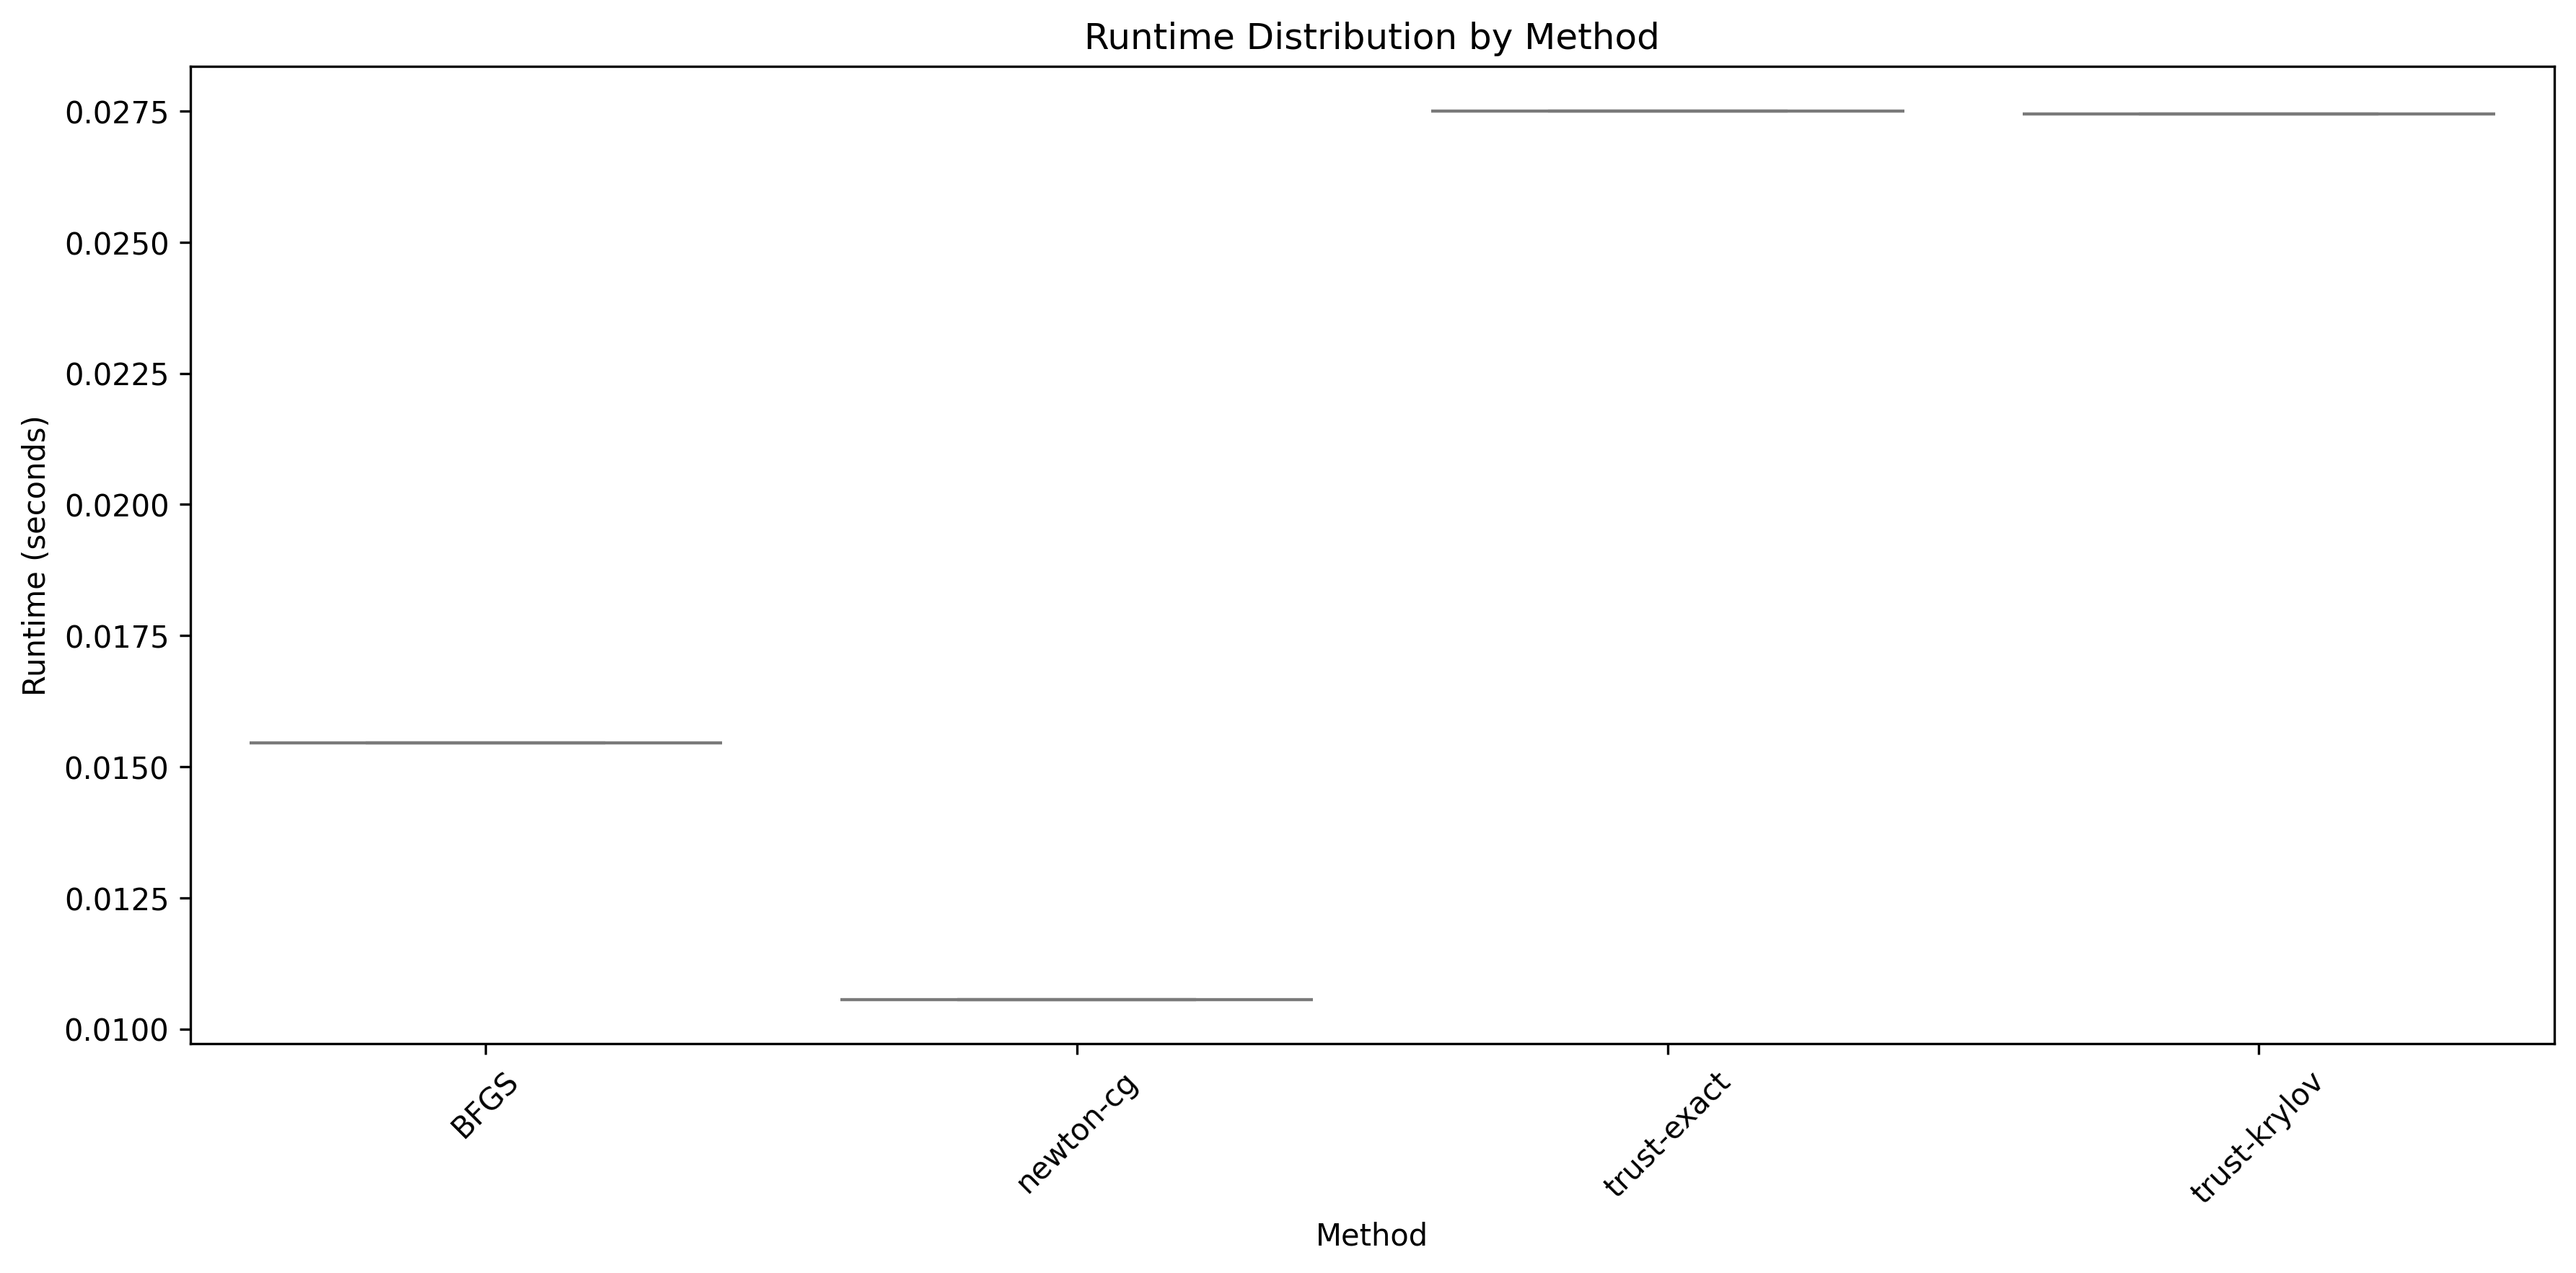 Runtime Distribution by Method
Runtime (seconds)
0.0275
0.0250
0.0225
0.0200
0.0175
0.0150
0.0125
0.0100
BFGS
newton-cg
trust-exact
trust-krylov
Method